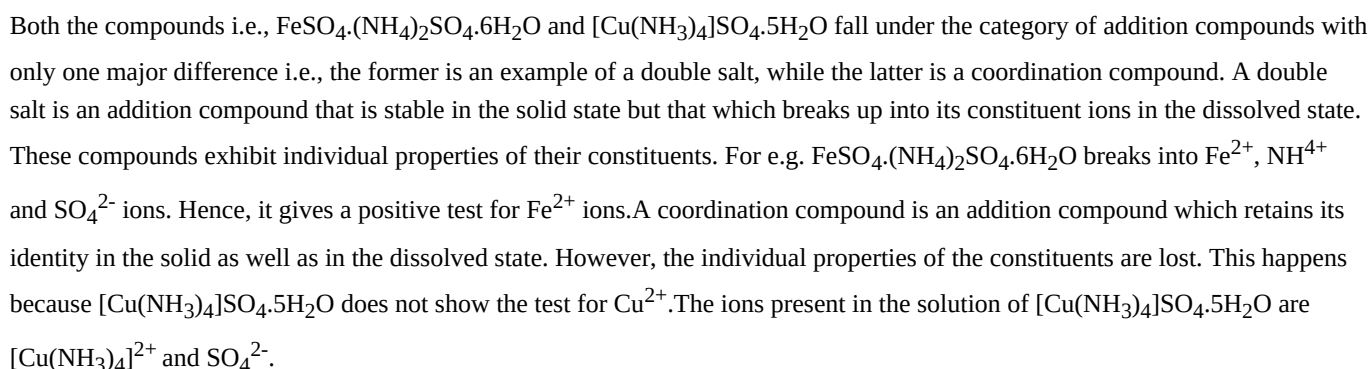 Both the compounds i.e., FeSO₄.(NH₄)₂SO₄.6H₂O and [Cu(NH₃)₄]SO₄.5H₂O fall under the category of addition compounds with
only one major difference i.e., the former is an example of a double salt, while the latter is a coordination compound. A double
salt is an addition compound that is stable in the solid state but that which breaks up into its constituent ions in the dissolved state.
These compounds exhibit individual properties of their constituents. For e.g. FeSO₄.(NH₄)₂SO₄.6H₂O breaks into Fe²⁺, NH⁴⁺
and SO₄²⁻ ions. Hence, it gives a positive test for Fe²⁺ ions.A coordination compound is an addition compound which retains its
identity in the solid as well as in the dissolved state. However, the individual properties of the constituents are lost. This happens
because [Cu(NH₃)₄]SO₄.5H₂O does not show the test for Cu²⁺.The ions present in the solution of [Cu(NH₃)₄]SO₄.5H₂O are
[Cu(NH₃)₄]²⁺ and SO₄²⁻.